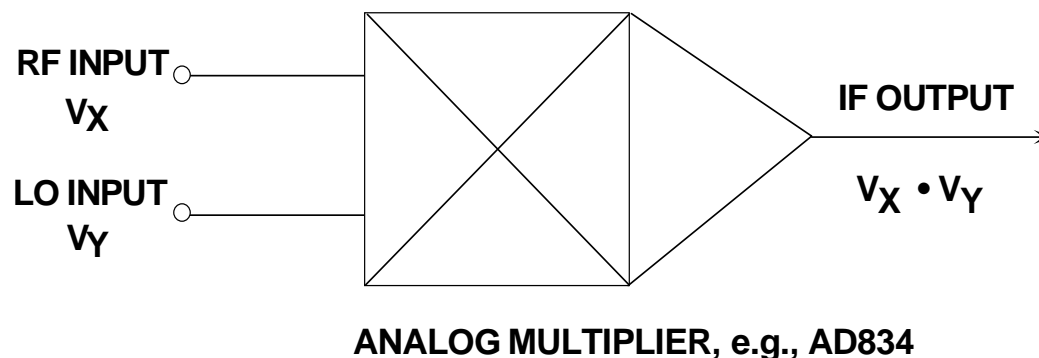 RF INPUT
VX
LO INPUT
VY
IF OUTPUT
VX • VY
ANALOG MULTIPLIER, e.g., AD834